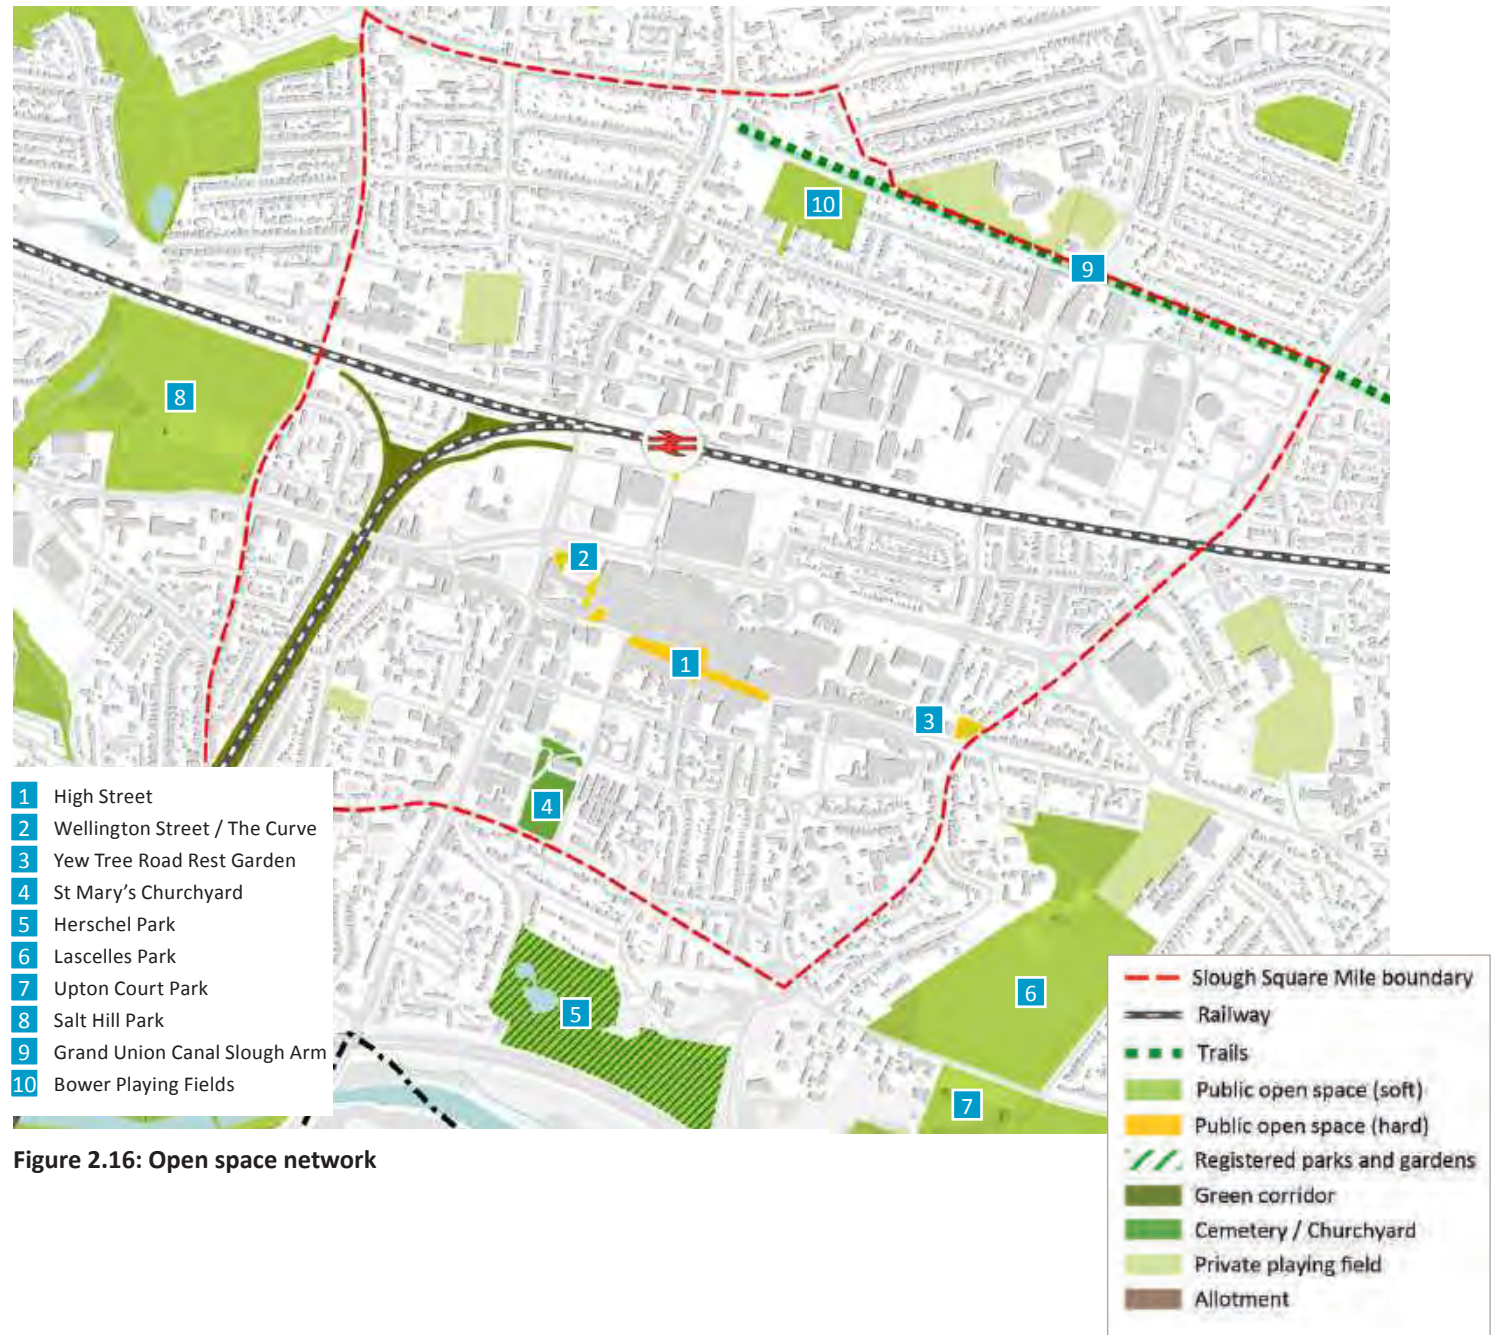 10
9
8
2
1
3
4
5
6
7
1 High Street
2 Wellington Street / The Curve
3 Yew Tree Road Rest Garden
4 St Mary’s Churchyard
5 Herschel Park
6 Lascelles Park
7 Upton Court Park
8 Salt Hill Park
9 Grand Union Canal Slough Arm
10 Bower Playing Fields
Slough Square Mile boundary
Railway
Trails
Public open space (soft)
Public open space (hard)
Registered parks and gardens
Green corridor
Cemetery / Churchyard
Private playing field
Allotment
Figure 2.16: Open space network